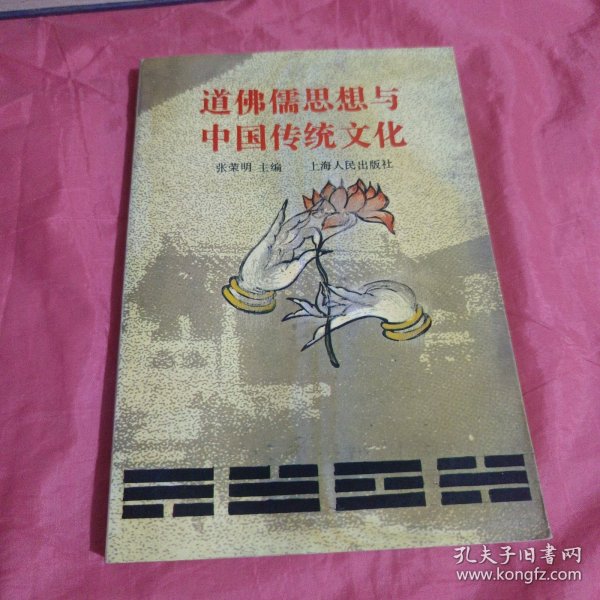 道佛儒思想与
中国传统文化
张荣明 主编 上海人民出版社
孔夫子旧书网
www.kongfz.com